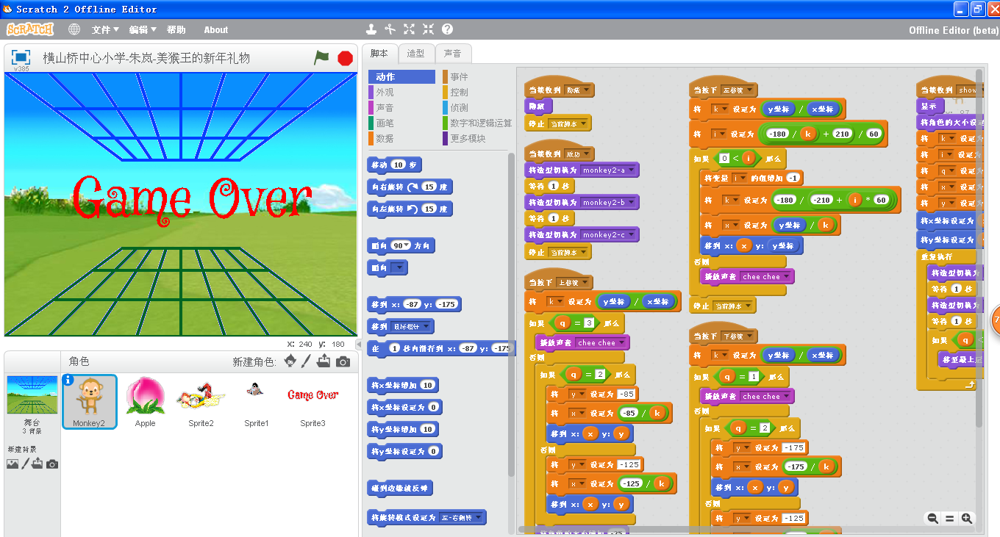 Scratch 2 Offline Editor
SCRATCH 文件 编辑 帮助 About
Offline Editor (beta)
v385
横山桥中心小学-朱岚-美猴王的新年礼物
Game Over
x: 240 y: 180
角色
新建角色:
舞台
3 背景
新建背景
Monkey2
Apple
Sprite2
Sprite1
Game Over
Sprite3
脚本
造型
声音
动作
事件
外观
控制
声音
侦测
画笔
数字和逻辑运算
数据
更多模块
移动 10 步
向右旋转 15 度
向左旋转 15 度
面向 90 方向
面向
移到 x: -87 y: -175
移到 鼠标指针
在 1 秒内滑行到 x: -87 y: -175
将x坐标增加 10
将x坐标设定为 0
将y坐标增加 10
将y坐标设定为 0
碰到边缘就反弹
将旋转模式设定为 左-右翻转
当接收到 隐藏
隐藏
停止 当前脚本
当接收到 成功
将造型切换为 monkey2-a
等待 1 秒
将造型切换为 monkey2-b
等待 1 秒
将造型切换为 monkey2-c
停止 当前脚本
当按下 上移键
将 k 设定为 y坐标 / x坐标
如果 q = 3 那么
播放声音 chee chee
否则
如果 q = 2 那么
将 y 设定为 -85
将 x 设定为 -85 / k
移到 x: x y: y
否则
将 y 设定为 -125
将 x 设定为 -125 / k
移到 x: x y: y
当按下 左移键
将 k 设定为 y坐标 / x坐标
将 i 设定为 -180 / k + 210 / 60
如果 0 < i 那么
将变量 i 的值增加 -1
将 k 设定为 -180 / -210 + i * 60
将 x 设定为 y坐标 / k
移到 x: x y: y坐标
否则
播放声音 chee chee
停止 当前脚本
当按下 下移键
将 k 设定为 y坐标 / x坐标
如果 q = 1 那么
播放声音 chee chee
否则
如果 q = 2 那么
将 y 设定为 -175
将 x 设定为 -175 / k
移到 x: x y: y
否则
将 y 设定为 -125
当接收到 show
显示
将角色的大小设定
将 k 设定为
将 i 设定为
将 q 设定为
将 x 设定为
将 y 设定为
将x坐标设定为
将y坐标设定为
重复执行
将造型切换为
等待 1 秒
将造型切换为
等待 1 秒
如果 q <
移至最上层